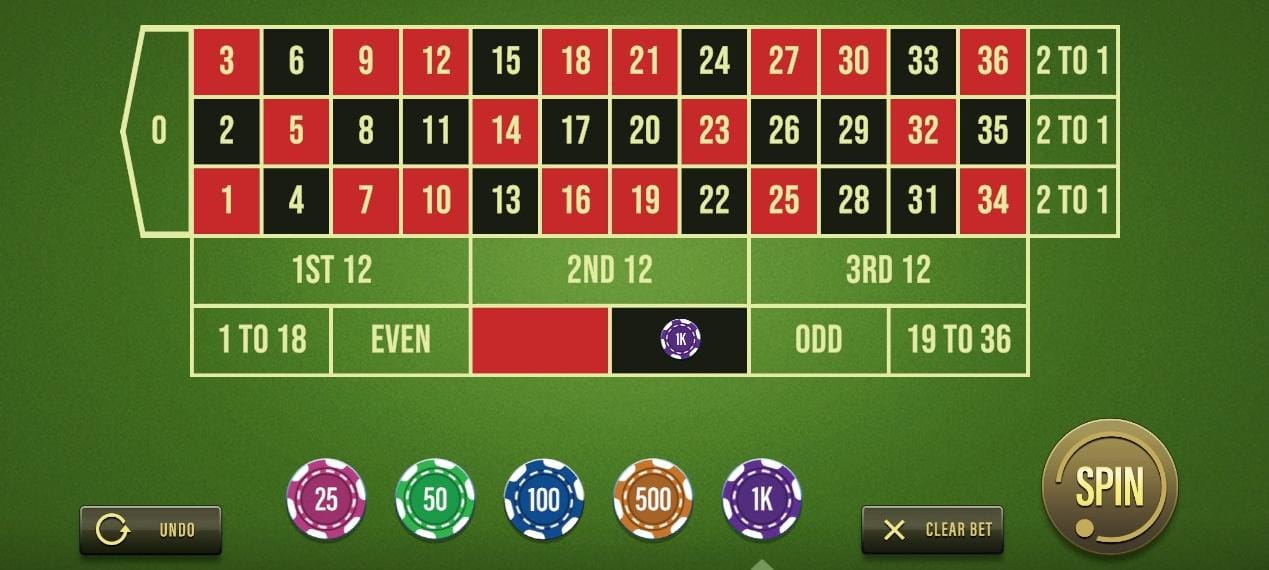 3 6 9 12 15 18 21 24 27 30 33 36 2 TO 1
0 2 5 8 11 14 17 20 23 26 29 32 35 2 TO 1
1 4 7 10 13 16 19 22 25 28 31 34 2 TO 1
1ST 12 2ND 12 3RD 12
1 TO 18 EVEN 1K ODD 19 TO 36
25 50 100 500 1K
SPIN
UNDO
CLEAR BET